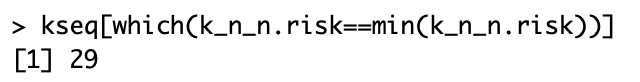 > kseq[which(k_n_n.risk==min(k_n_n.risk))]
[1] 29